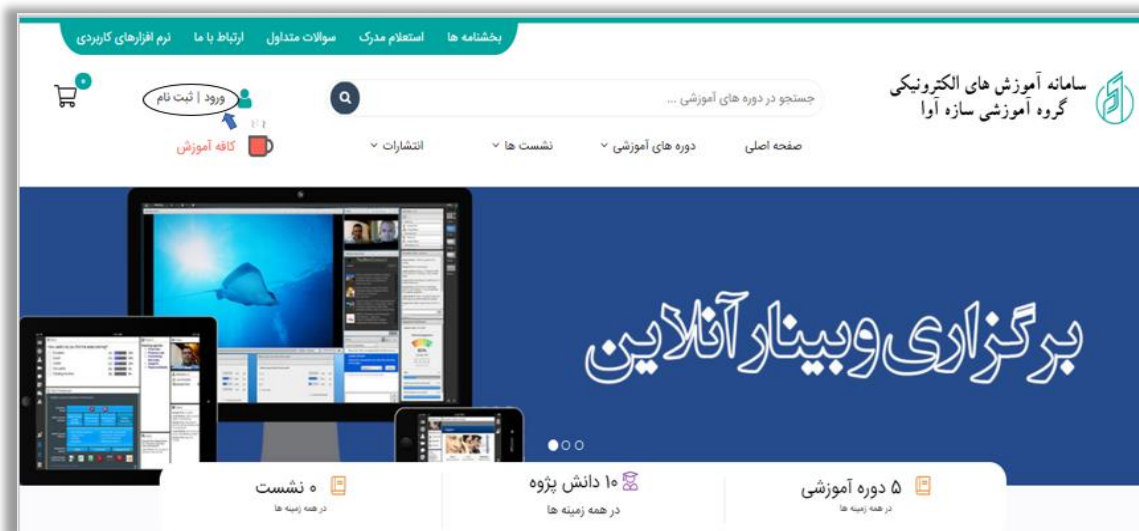 بخشنامه ها استعلام مدرک سوالات متداول ارتباط با ما نرم افزارهای کاربردی
سامانه آموزش های الکترونیکی
گروه آموزشی سازه آوا
جستجو در دوره های آموزشی ...
ورود | ثبت نام
۰
صفحه اصلی دوره های آموزشی نشست ها انتشارات
کافه آموزش
برگزاری وبینار آنلاین
۵ دوره آموزشی
در همه زمینه ها
۱۰ دانش پژوه
در همه زمینه ها
۰ نشست
در همه زمینه ها